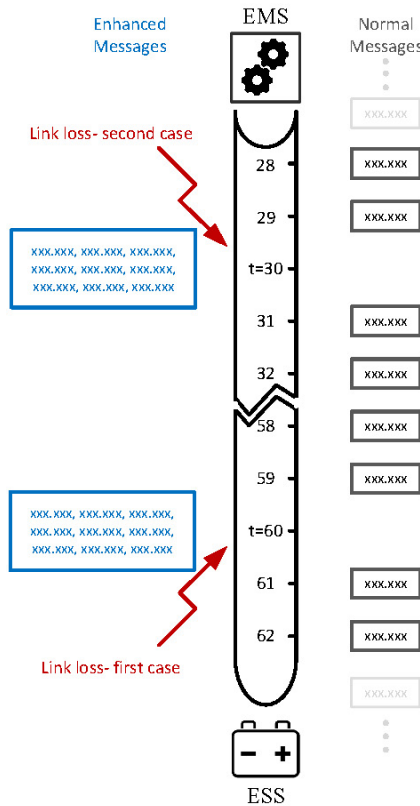 EMS
Enhanced
Messages
Normal
Messages
xxx.xxx
Link loss- second case
28
xxx.xxx
29
xxx.xxx
xxx.xxx, xxx.xxx, xxx.xxx,
xxx.xxx, xxx.xxx, xxx.xxx,
xxx.xxx, xxx.xxx, xxx.xxx
t=30
31
xxx.xxx
32
xxx.xxx
58
xxx.xxx
59
xxx.xxx
xxx.xxx, xxx.xxx, xxx.xxx,
xxx.xxx, xxx.xxx, xxx.xxx,
xxx.xxx, xxx.xxx, xxx.xxx
t=60
61
xxx.xxx
62
xxx.xxx
Link loss- first case
xxx.xxx
ESS